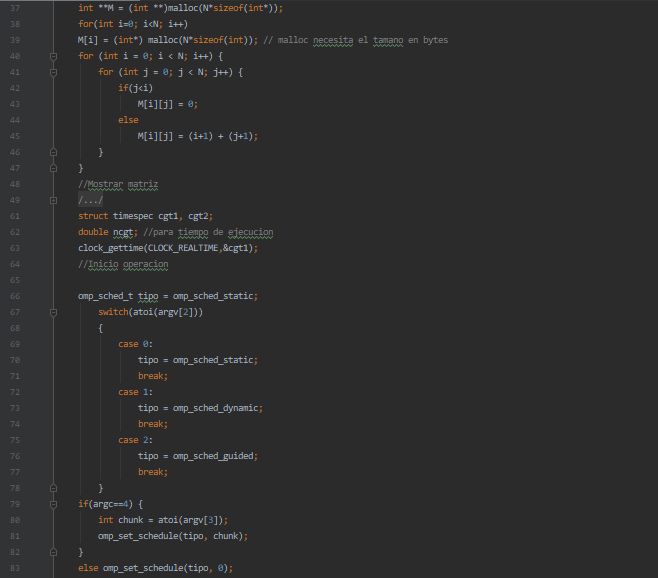 37 int **M = (int **)malloc(N*sizeof(int*));
38 for(int i=0; i<N; i++)
39 M[i] = (int*) malloc(N*sizeof(int)); // malloc necesita el tamano en bytes
40 for (int i = 0; i < N; i++) {
41 for (int j = 0; j < N; j++) {
42 if(j<i)
43 M[i][j] = 0;
44 else
45 M[i][j] = (i+1) + (j+1);
46 }
47 }
48 //Mostrar matriz
49 /.../
61 struct timespec cgt1, cgt2;
62 double ncgt; //para tiempo de ejecucion
63 clock_gettime(CLOCK_REALTIME,&cgt1);
64 //Inicio operacion
65
66 omp_sched_t tipo = omp_sched_static;
67 switch(atoi(argv[2]))
68 {
69 case 0:
70 tipo = omp_sched_static;
71 break;
72 case 1:
73 tipo = omp_sched_dynamic;
74 break;
75 case 2:
76 tipo = omp_sched_guided;
77 break;
78 }
79 if(argc==4) {
80 int chunk = atoi(argv[3]);
81 omp_set_schedule(tipo, chunk);
82 }
83 else omp_set_schedule(tipo, 0);